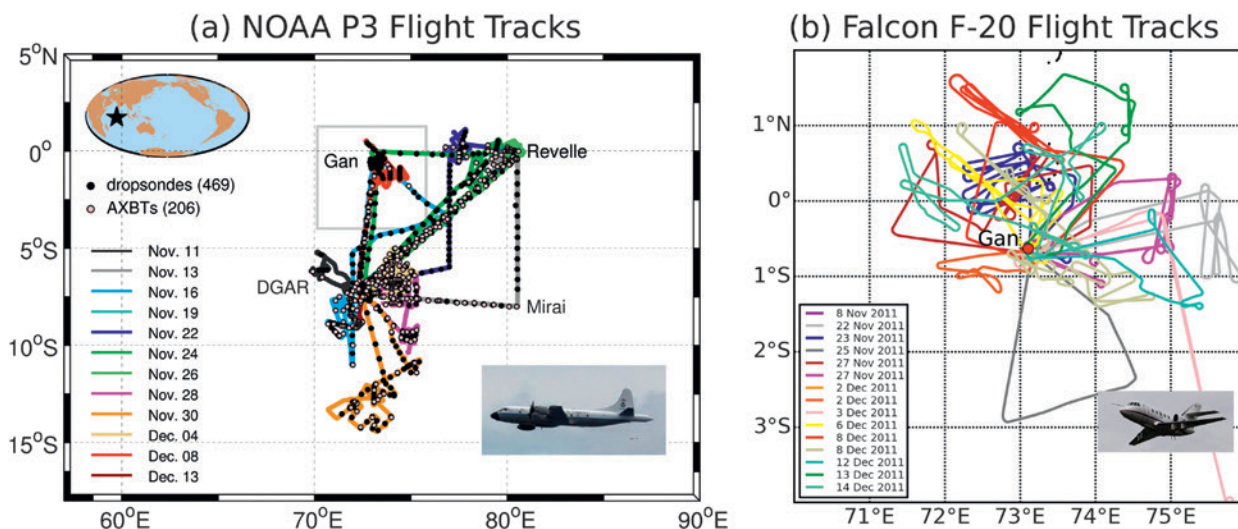 (a) NOAA P3 Flight Tracks
5°N
0°
5°S
10°S
15°S
60°E
70°E
80°E
90°E
dropsondes (469)
AXBTs (206)
Nov. 11
Nov. 13
Nov. 16
Nov. 19
Nov. 22
Nov. 24
Nov. 26
Nov. 28
Nov. 30
Dec. 04
Dec. 08
Dec. 13
Gan
Revelle
DGAR
Mirai
(b) Falcon F-20 Flight Tracks
71°E
72°E
73°E
74°E
75°E
1°N
0°
1°S
2°S
3°S
Gan
8 Nov 2011
22 Nov 2011
23 Nov 2011
25 Nov 2011
27 Nov 2011
27 Nov 2011
2 Dec 2011
2 Dec 2011
3 Dec 2011
6 Dec 2011
8 Dec 2011
8 Dec 2011
12 Dec 2011
13 Dec 2011
14 Dec 2011
71°E
72°E
73°E
74°E
75°E